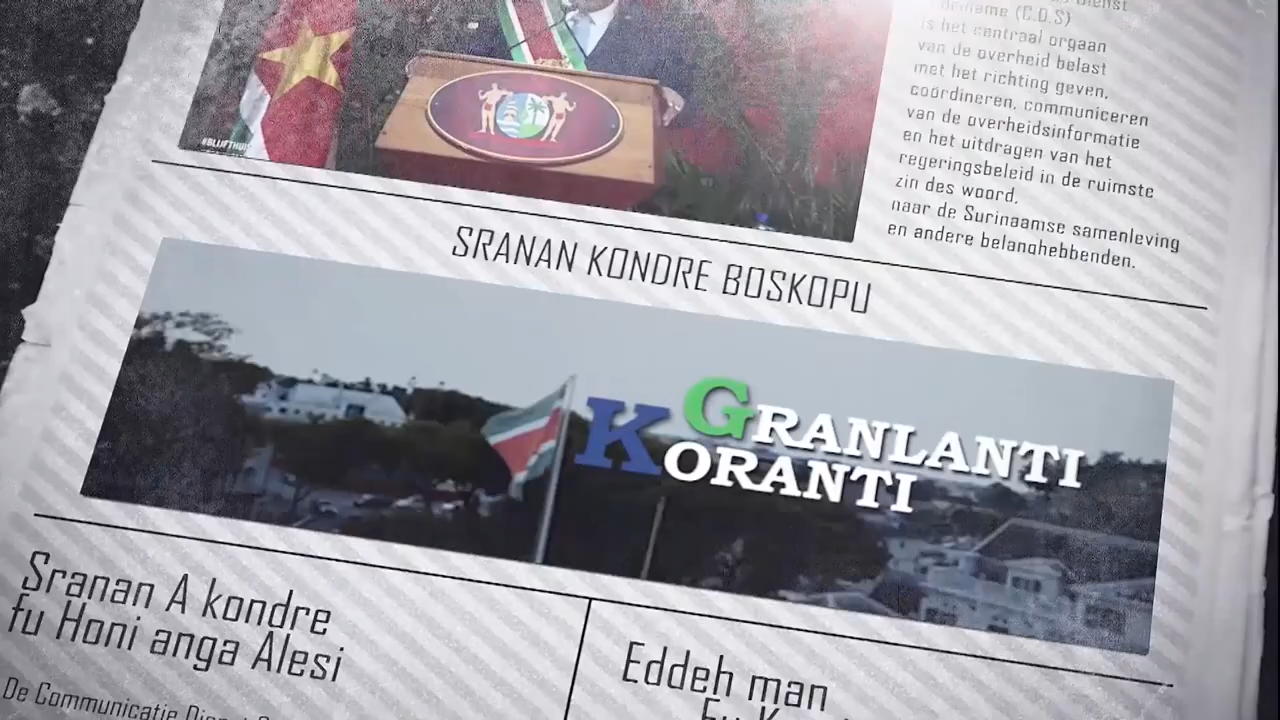 (C.D.S)
is het centraal orgaan
van de overheid belast
met het richting geven,
coördineren, communiceren
van de overheidsinformatie
en het uitdragen van het
regeringsbeleid in de ruimste
zin des woord,
naar de Surinaamse samenleving
en andere belanghebbenden.
SRANAN KONDRE BOSKOPU
GRANLANTI
KORANTI
Sranan A kondre
fu Honi anga Alesi
De Communicatie
Eddeh man